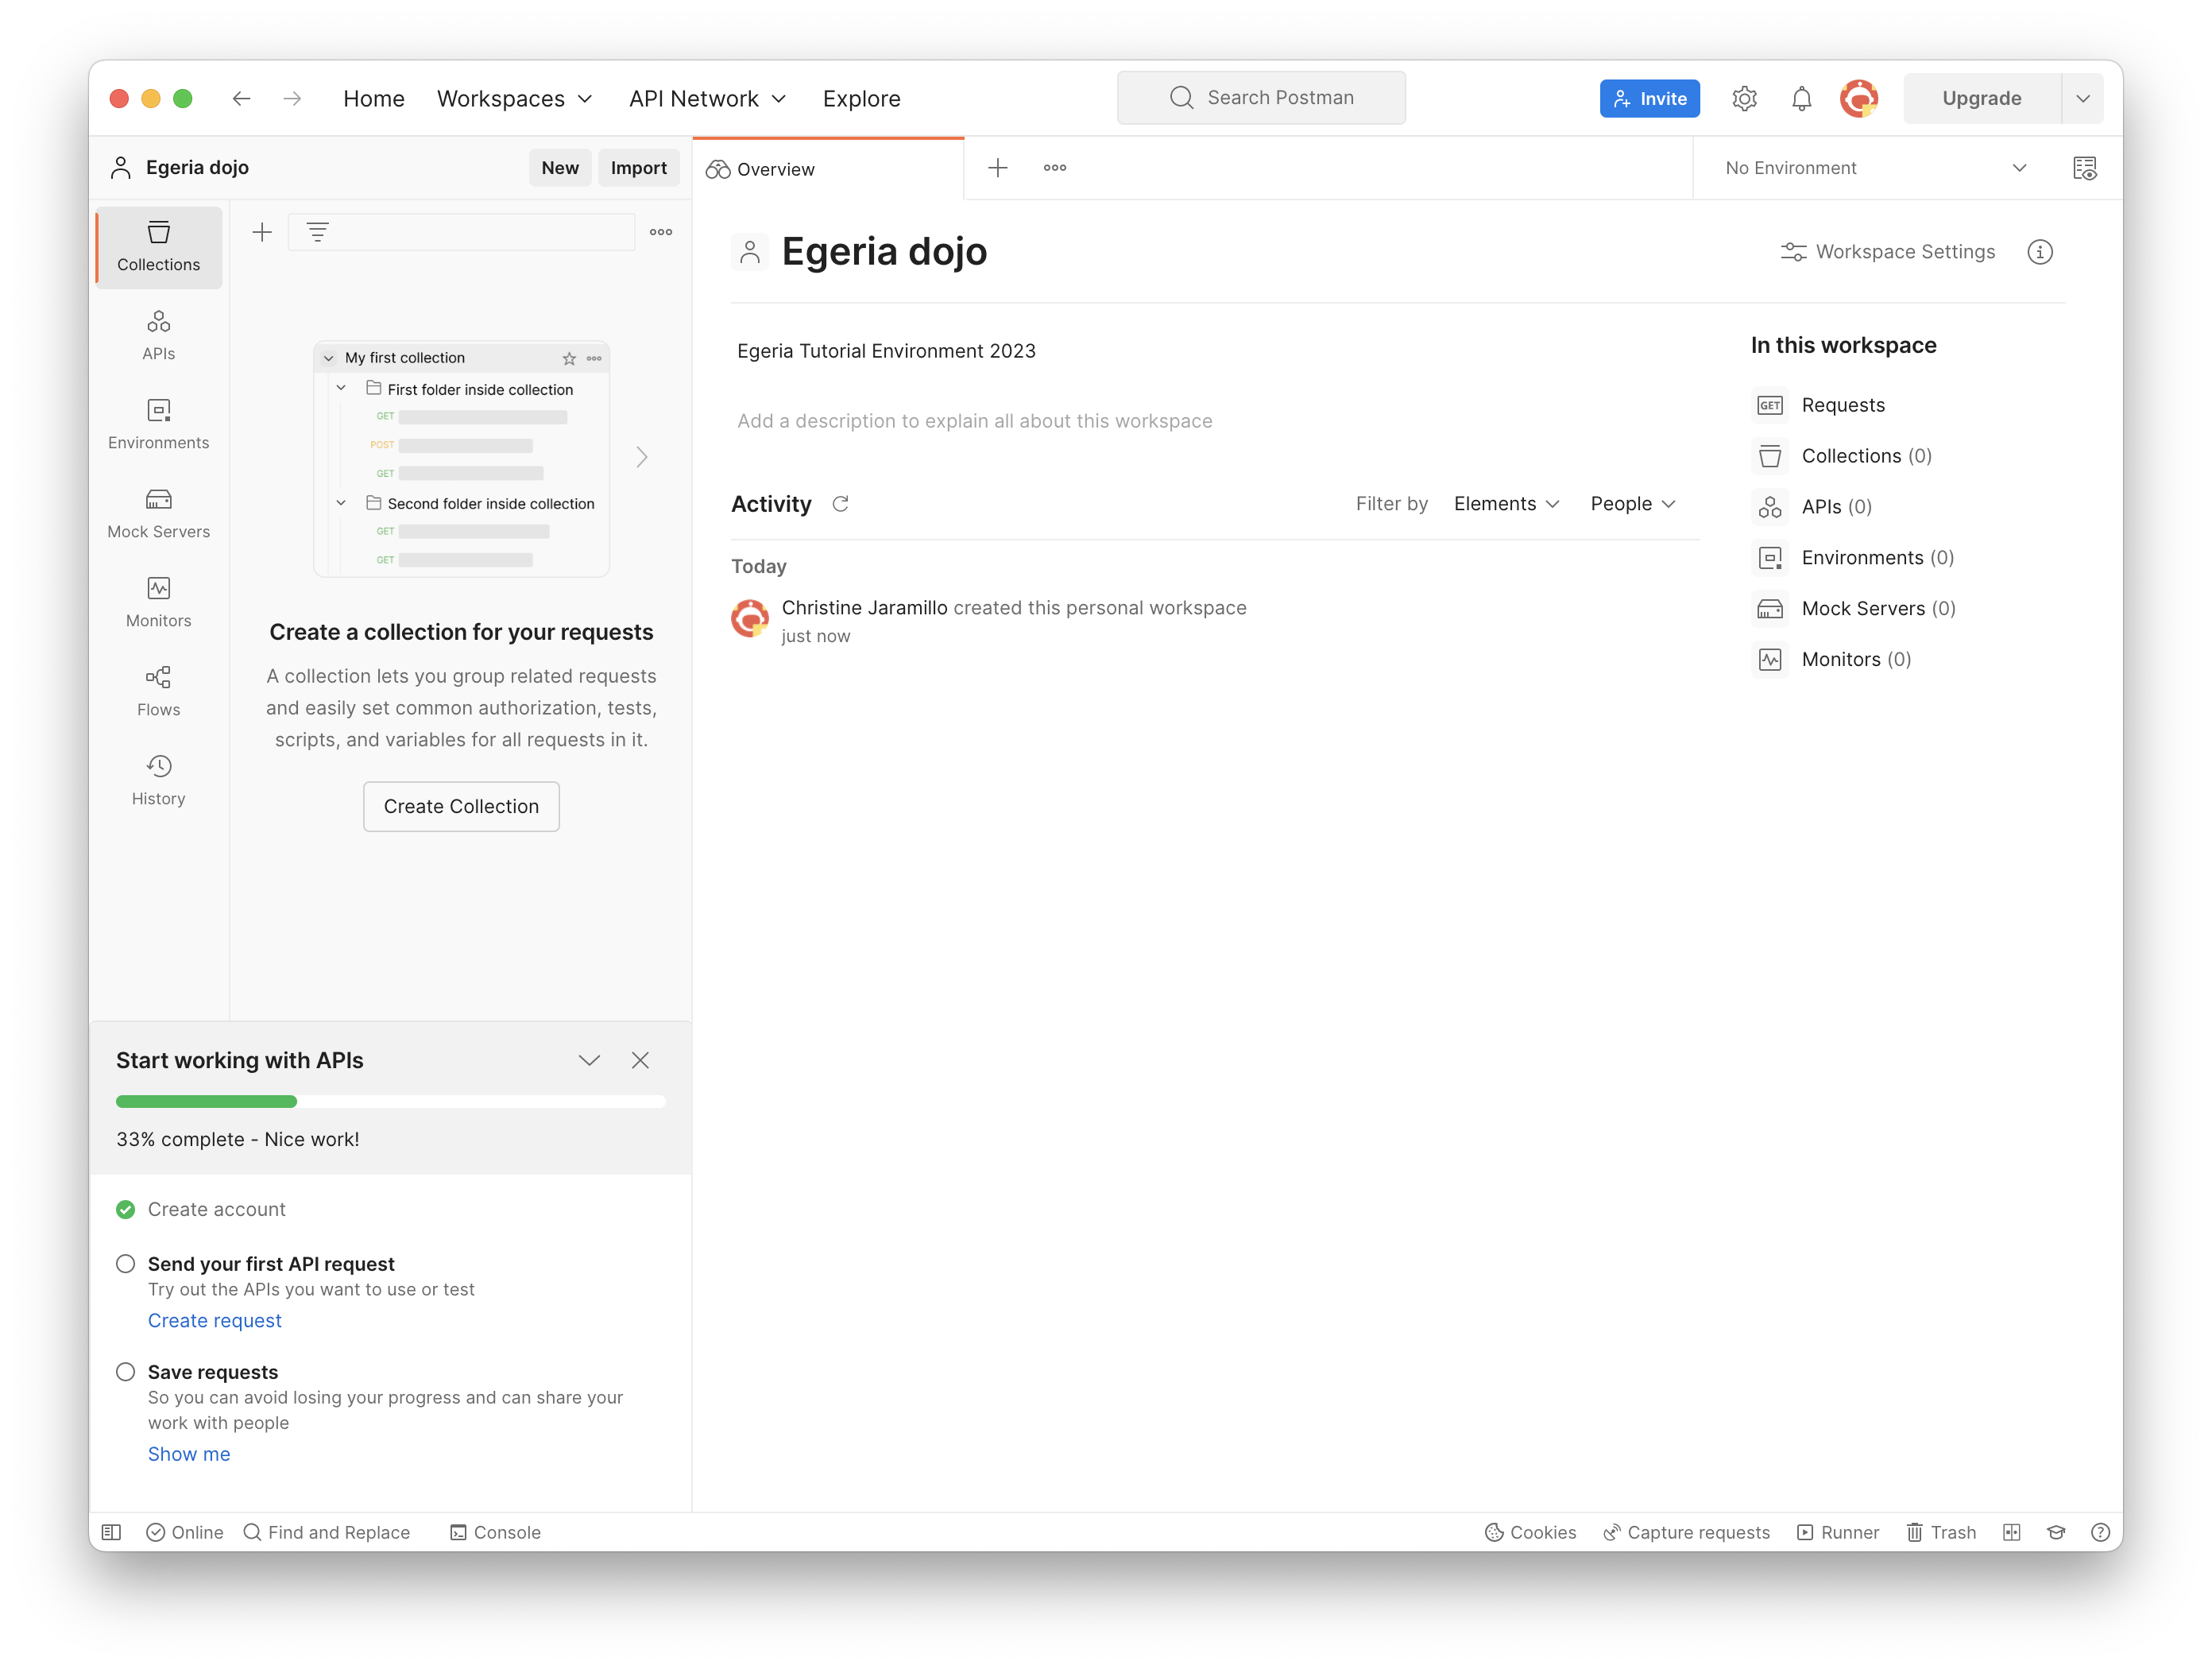 Home Workspaces API Network Explore Search Postman Invite Upgrade
Egeria dojo New Import Overview No Environment
Collections
APIs
Environments
Mock Servers
Monitors
Flows
History
My first collection
First folder inside collection
GET
POST
GET
Second folder inside collection
GET
GET
Create a collection for your requests
A collection lets you group related requests
and easily set common authorization, tests,
scripts, and variables for all requests in it.
Create Collection
Start working with APIs
33% complete - Nice work!
Create account
Send your first API request
Try out the APIs you want to use or test
Create request
Save requests
So you can avoid losing your progress and can share your
work with people
Show me
Egeria dojo Workspace Settings
Egeria Tutorial Environment 2023
Add a description to explain all about this workspace
Activity Filter by Elements People
Today
Christine Jaramillo created this personal workspace
just now
In this workspace
GET Requests
Collections (0)
APIs (0)
Environments (0)
Mock Servers (0)
Monitors (0)
Online Find and Replace Console Cookies Capture requests Runner Trash